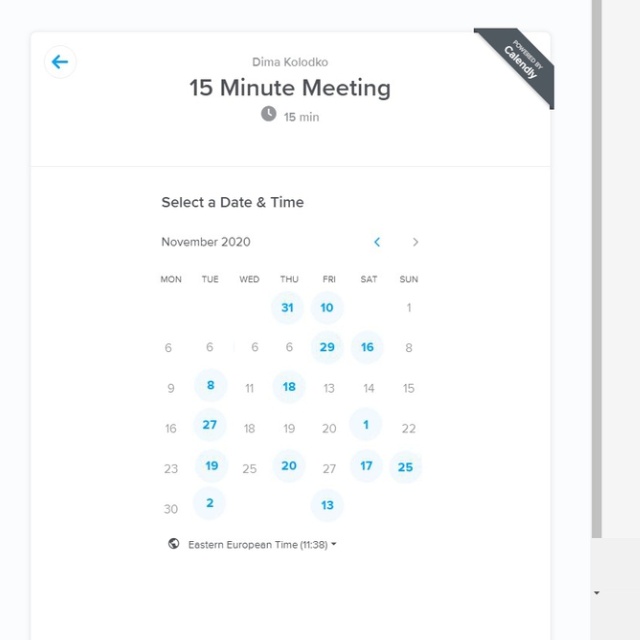 POWERED BY
Calendly
Dima Kolodko
15 Minute Meeting
15 min
Select a Date & Time
November 2020
MON TUE WED THU FRI SAT SUN
31 10 1
6 6 6 6 29 16 8
9 8 11 18 13 14 15
16 27 18 19 20 1 22
23 19 25 20 27 17 25
30 2 13
Eastern European Time (11:38)